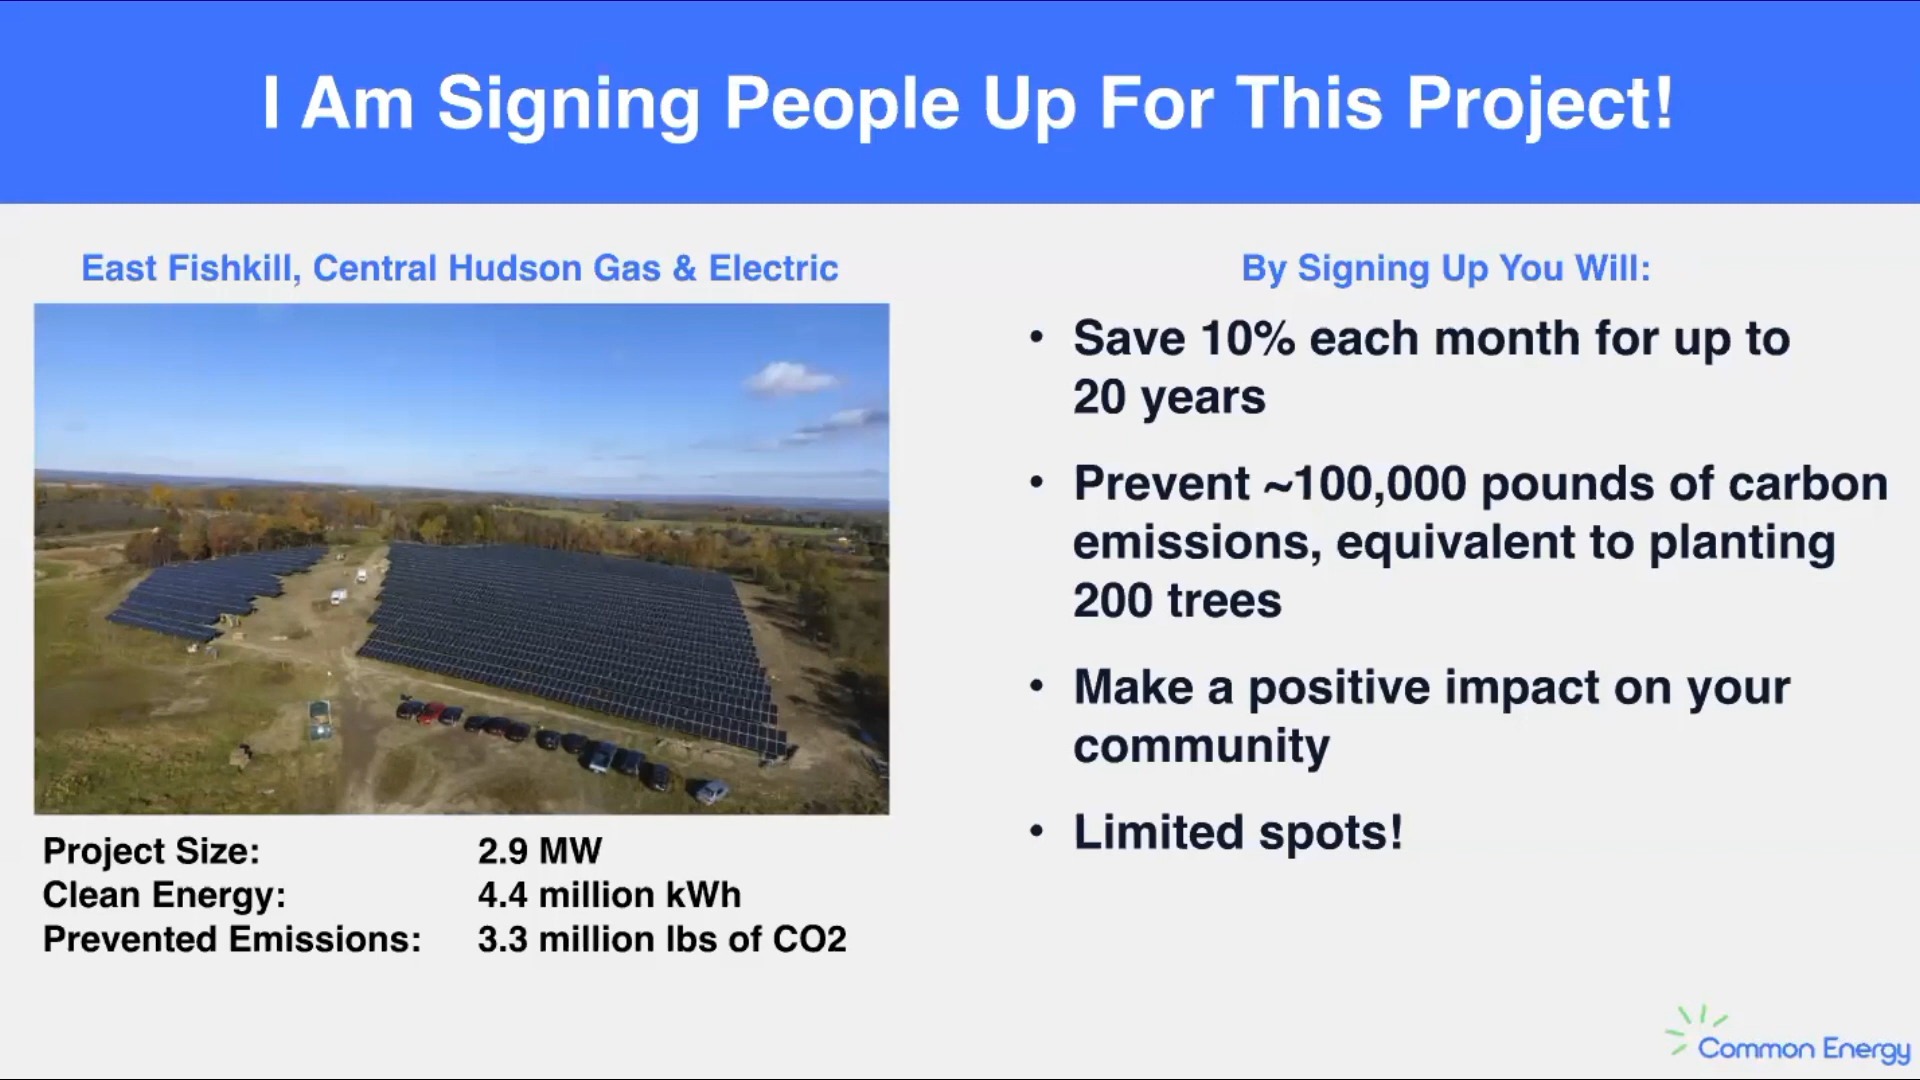 I Am Signing People Up For This Project!
East Fishkill, Central Hudson Gas & Electric
Project Size: 2.9 MW
Clean Energy: 4.4 million kWh
Prevented Emissions: 3.3 million lbs of CO2
By Signing Up You Will:
• Save 10% each month for up to
20 years
• Prevent ~100,000 pounds of carbon
emissions, equivalent to planting
200 trees
• Make a positive impact on your
community
• Limited spots!
Common Energy